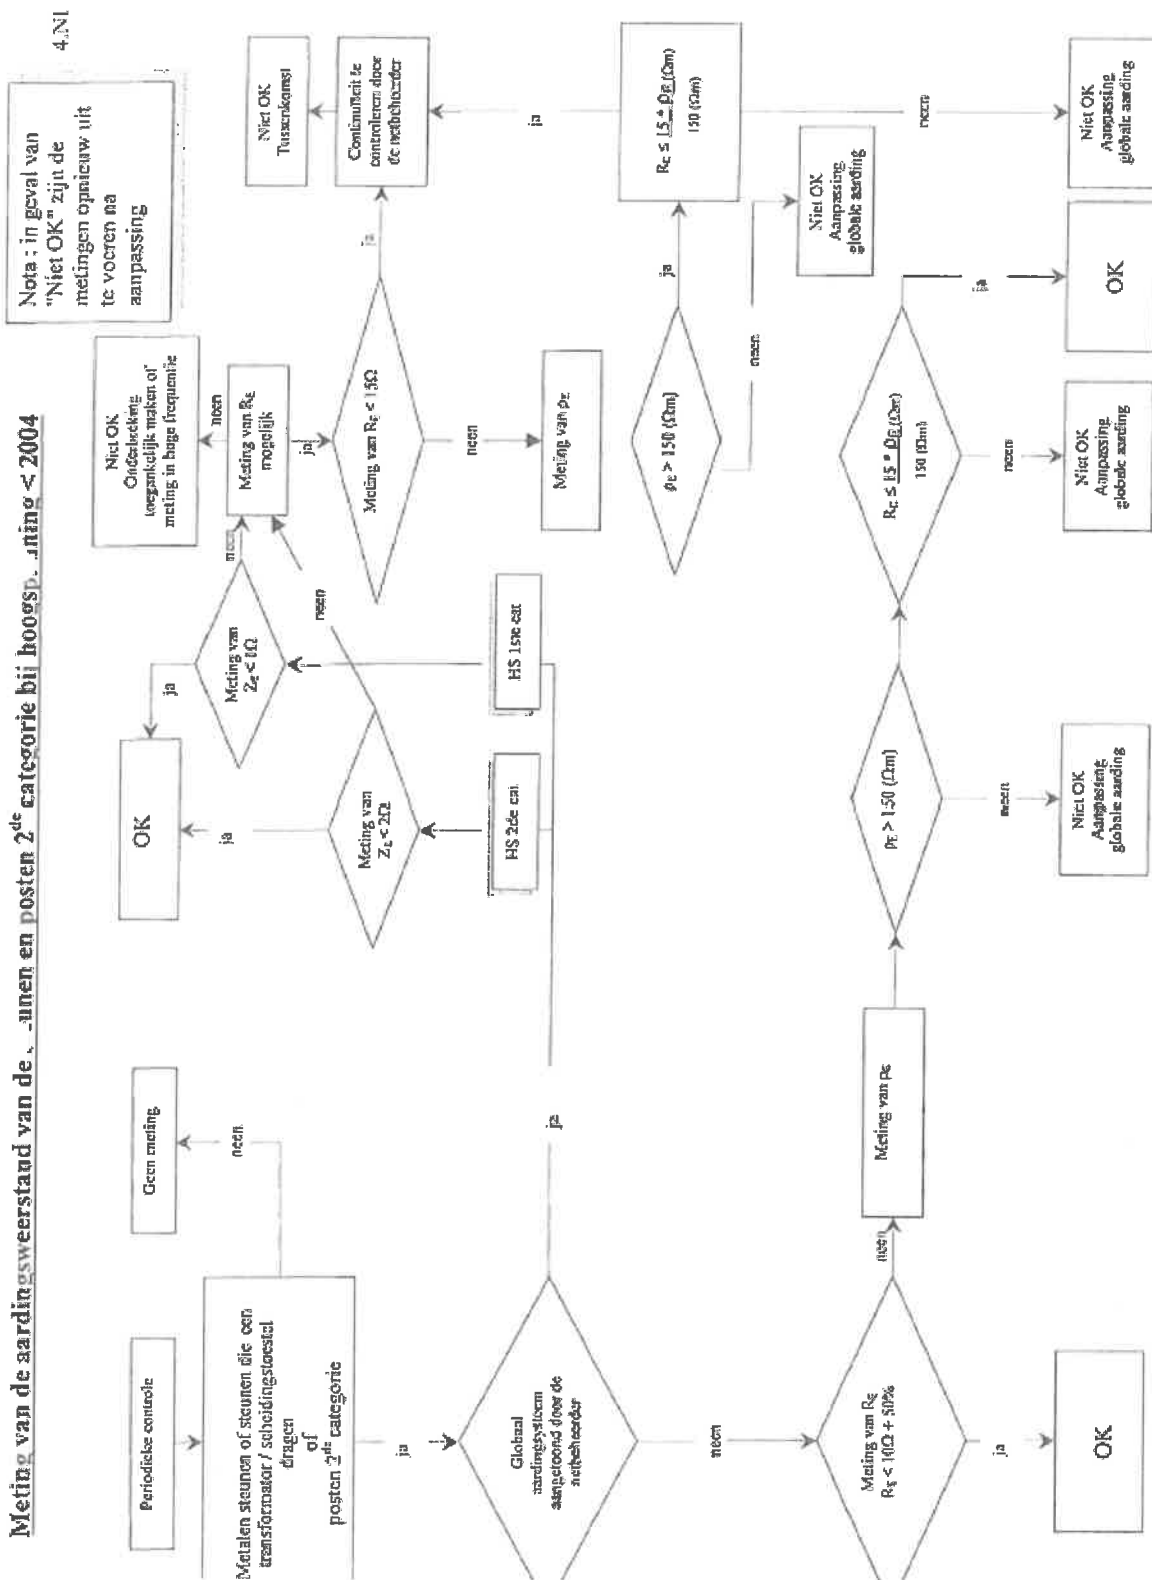 Meting van de aardingsweerstand van de unen en posten 2de categorie bij hoogsp. ning < 2004
4.NL
Nota : in geval van
"Niet OK" zijn de
metingen opnieuw uit
te voeren na
aanpassing
Periodieke controle
Geen meting
neen
Metalen steunen of steunen die een
transformator / scheidingstoestel
dragen
of
posten 2de categorie
ja
Globaal
aardingsysteem
aangetoond door de
netbeheerder
ja
neen
HS 2de cat
HS 1ste cat
Meting van
ZE < 2Ω
ja
neen
OK
Meting van
ZE < 1Ω
ja
neen
Niet OK
Onderbreking
toegankelijk maken of
meting in hoge frequentie
neen
Meting van RE
mogelijk
ja
Meting van RE < 15Ω
ja
neen
Niet OK
Tussenkomst
Continuïteit te
controleren door
de netbeheerder
Meting van ρE
ρE > 150 (Ωm)
ja
neen
RE ≤ 15 * ρE (Ωm)
150 (Ωm)
ja
neen
Niet OK
Aanpassing
globale aarding
Niet OK
Aanpassing
globale aarding
Meting van RE
RE < 10Ω + 50%
ja
neen
OK
Meting van ρE
ρE > 150 (Ωm)
neen
Niet OK
Aanpassing
globale aarding
RE ≤ 15 * ρE (Ωm)
150 (Ωm)
ja
neen
Niet OK
Aanpassing
globale aarding
OK